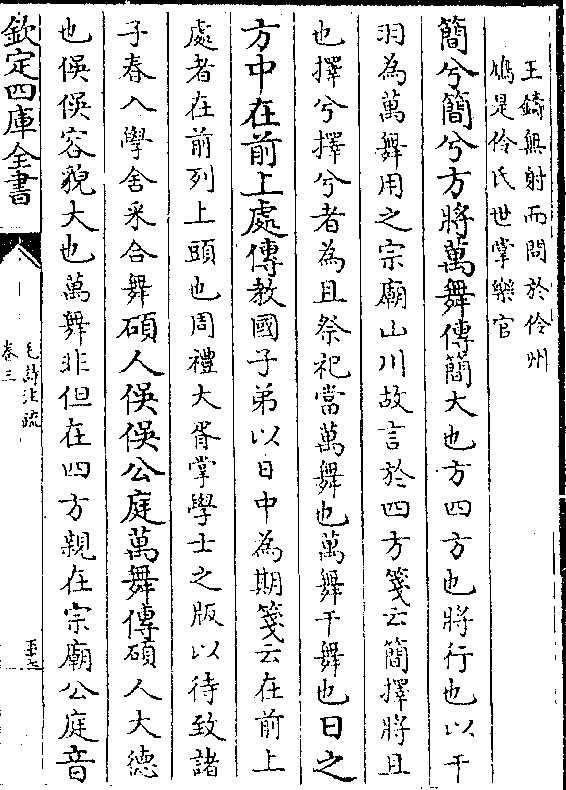 王鑄無射而問於伶州
鳩是伶氏世掌樂官
簡兮簡兮方將萬舞傳簡大也方四方也將行也以干
羽為萬舞用之宗廟山川故言於四方箋云簡擇將且
也擇兮擇兮者為且祭祀當萬舞也萬舞干舞也日之
方中在前上處傳教國子弟以日中為期箋云在前上
處者在前列上頭也周禮大胥掌學士之版以待致諸
子春入學舍采合舞碩人俁俁公庭萬舞傳碩人大德
也俁俁容貌大也萬舞非但在四方親在宗廟公庭音
欽定四庫全書
毛詩注疏
卷三